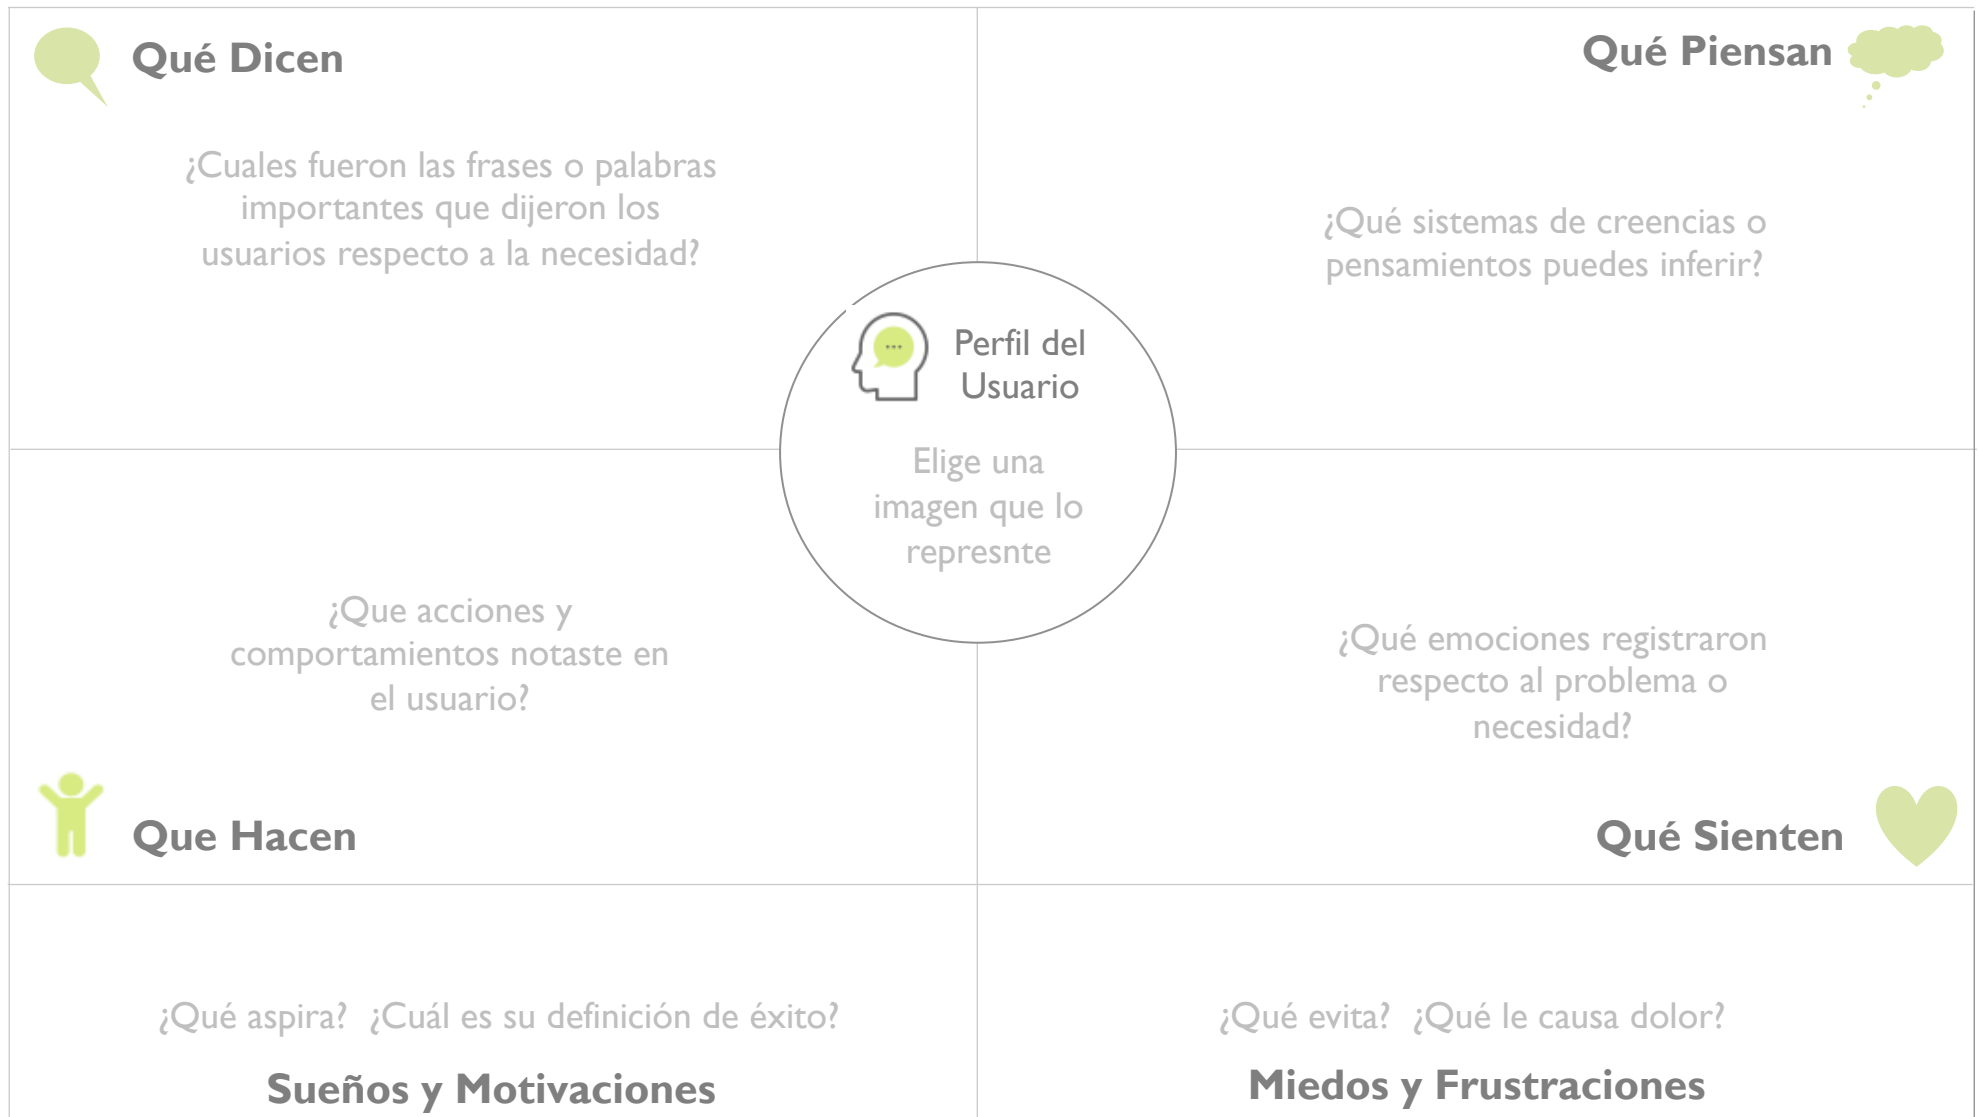 Qué Dicen
¿Cuales fueron las frases o palabras
importantes que dijeron los
usuarios respecto a la necesidad?
Qué Piensan
¿Qué sistemas de creencias o
pensamientos puedes inferir?
Perfil del
Usuario
Elige una
imagen que lo
represnte
¿Que acciones y
comportamientos notaste en
el usuario?
Que Hacen
¿Qué emociones registraron
respecto al problema o
necesidad?
Qué Sienten
¿Qué aspira? ¿Cuál es su definición de éxito?
Sueños y Motivaciones
¿Qué evita? ¿Qué le causa dolor?
Miedos y Frustraciones